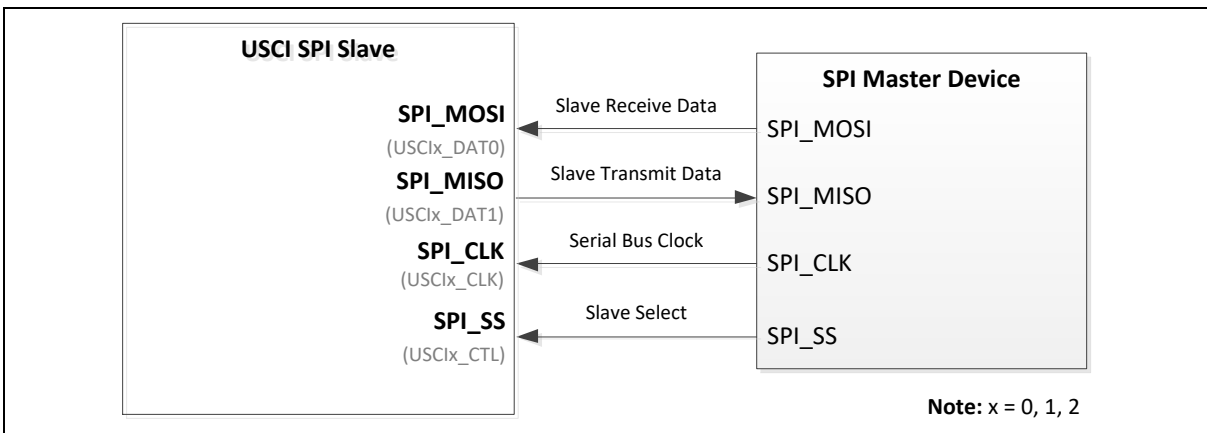 USCI SPI Slave
SPI_MOSI
(USCIx_DAT0)
SPI_MISO
(USCIx_DAT1)
SPI_CLK
(USCIx_CLK)
SPI_SS
(USCIx_CTL)
Slave Receive Data
Slave Transmit Data
Serial Bus Clock
Slave Select
SPI Master Device
SPI_MOSI
SPI_MISO
SPI_CLK
SPI_SS
Note: x = 0, 1, 2